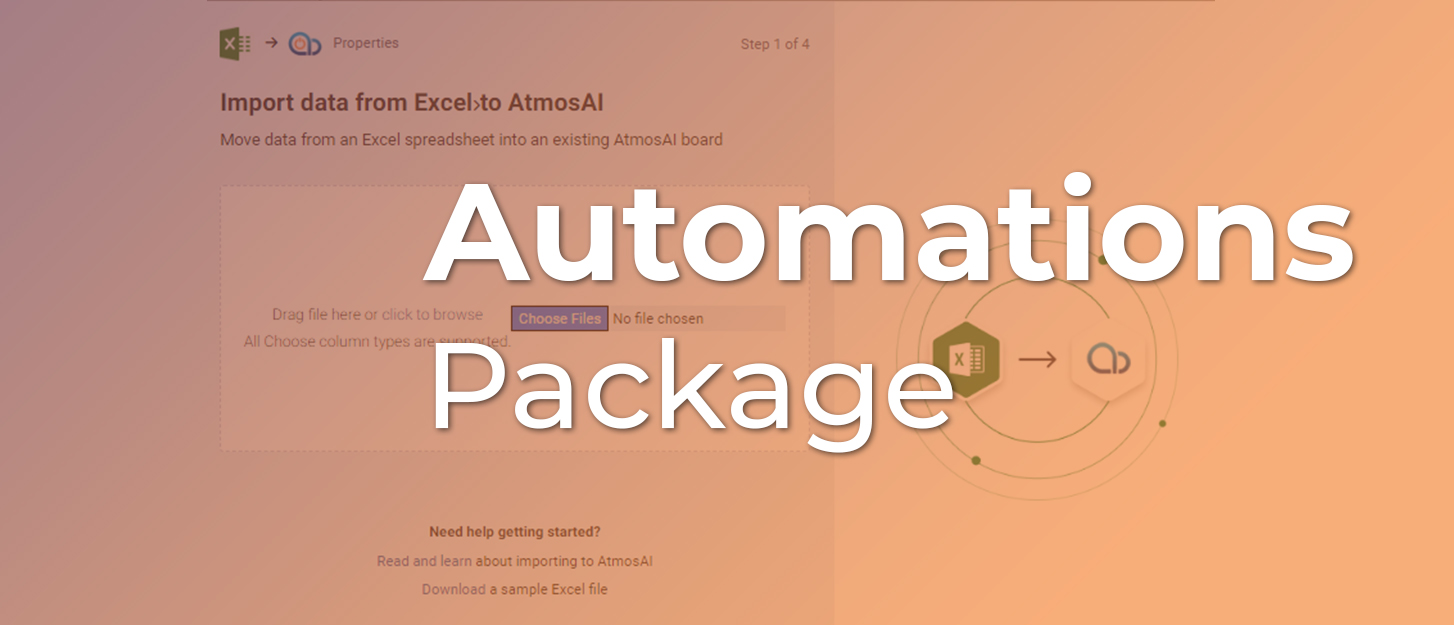 Properties
Step 1 of 4
Import data from Excel›to AtmosAI
Move data from an Excel spreadsheet into an existing AtmosAI board
Automations
Drag file here or click to browse
Choose Files No file chosen
All Choose column types are supported.
Package
Need help getting started?
Read and learn about importing to AtmosAI
Download a sample Excel file